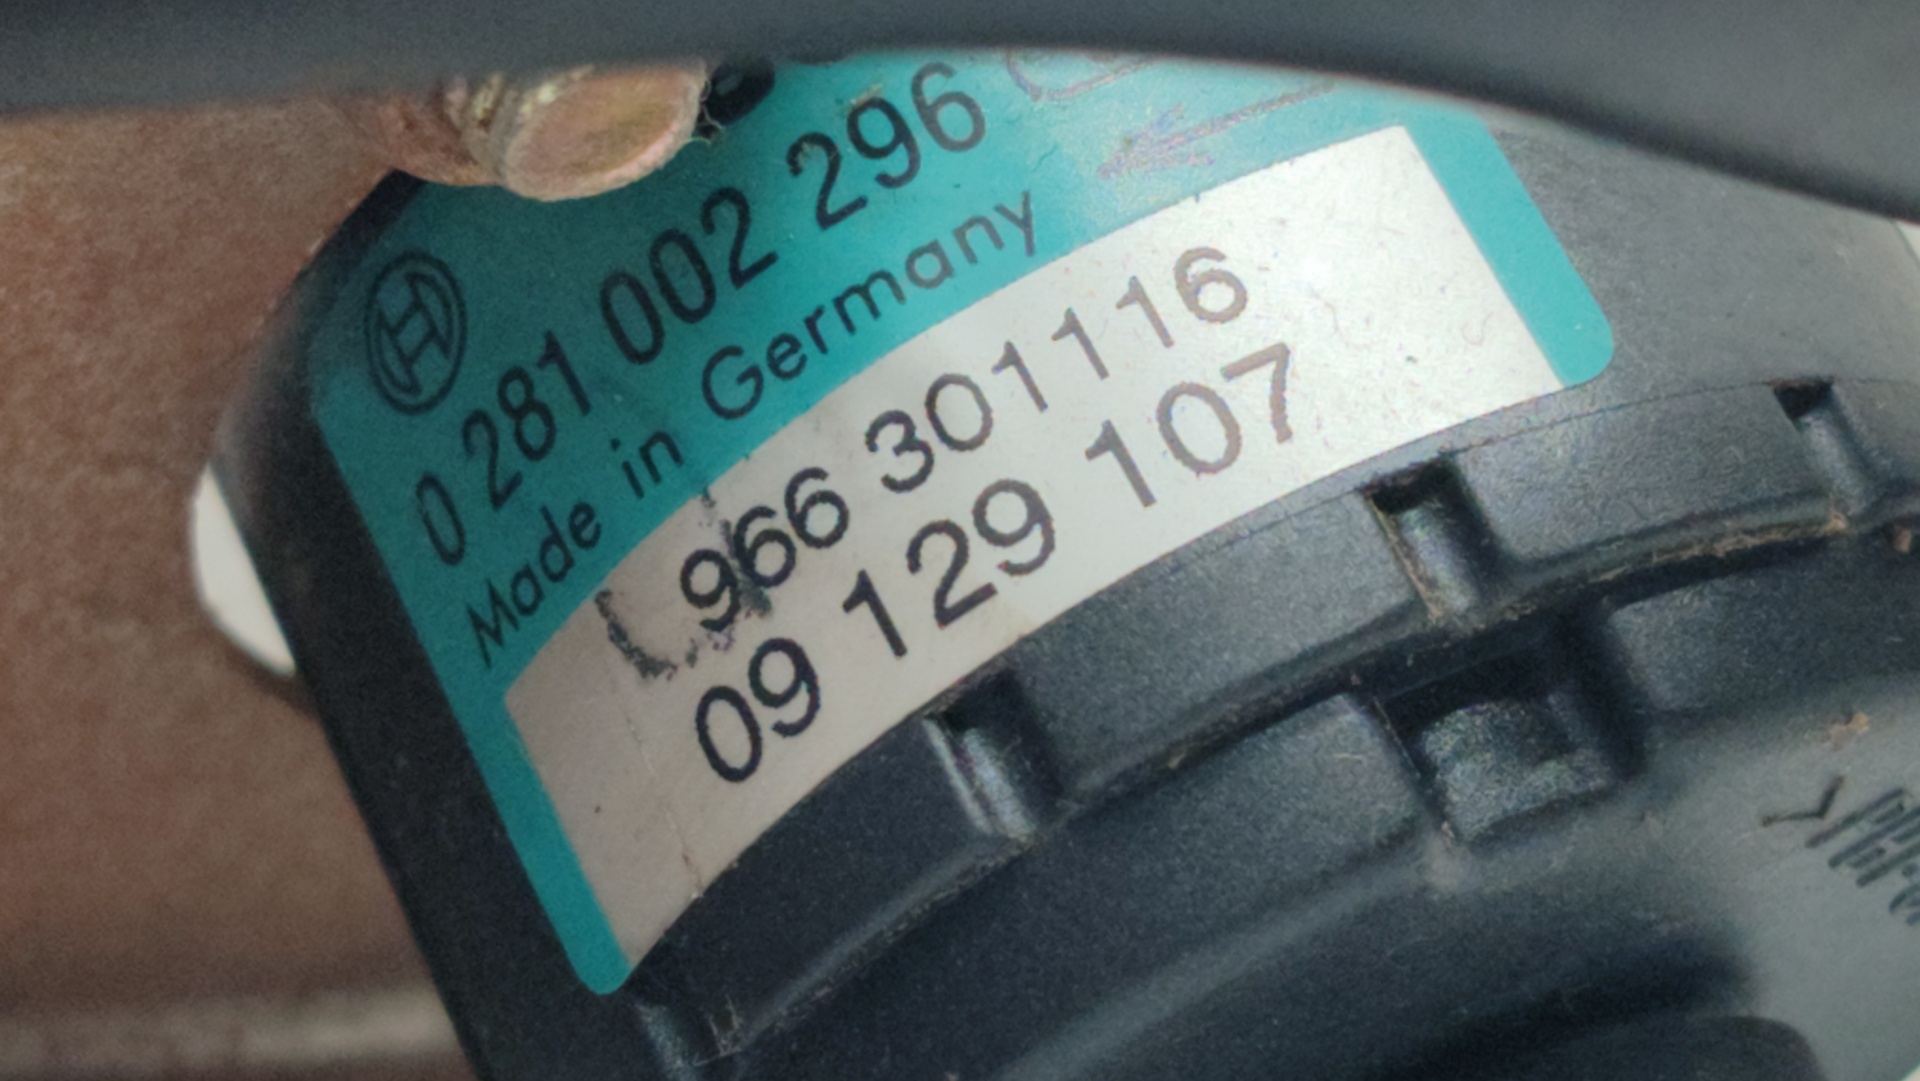 0 281 002 296
Made in Germany
966 301116
09 129 107